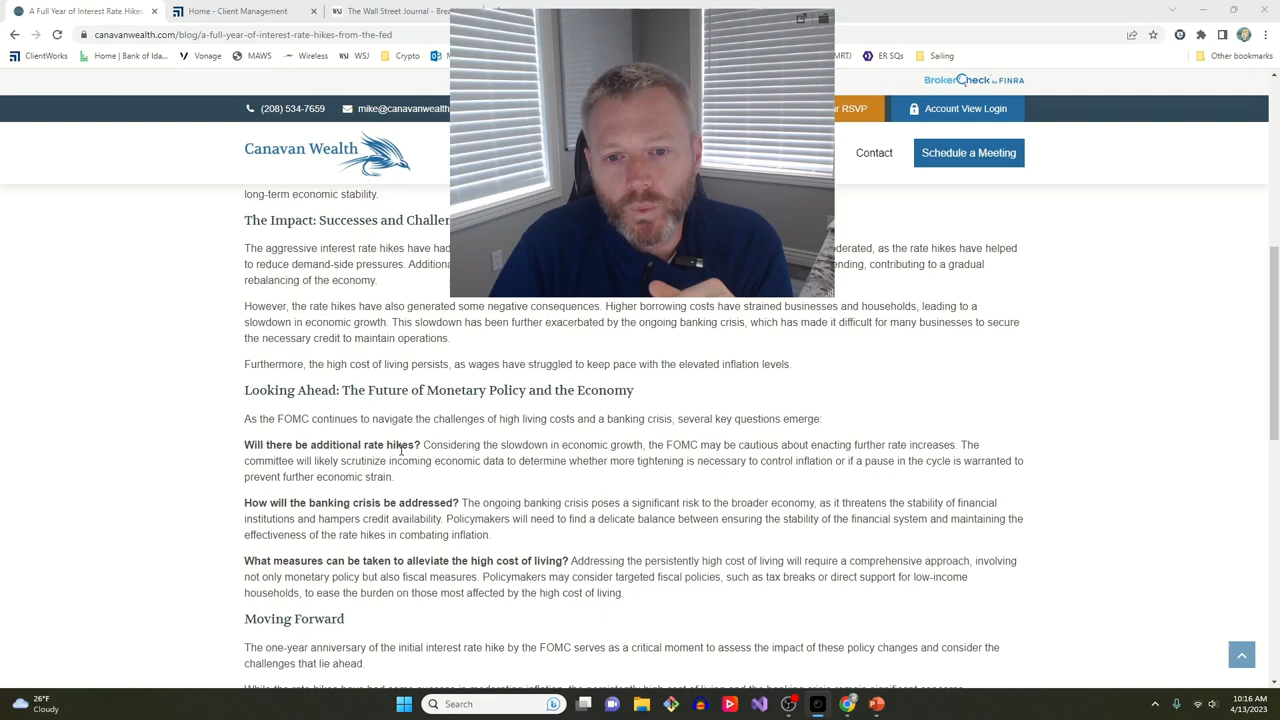 A Full Year of Interest Rate Hikes
Home - Client Management
The Wall Street Journal - Br
canavanwealth.com/blog/a-full-year-of-interest-rate-hikes-from-the-fed
ClientWorks
Home | Bank of Ida
Vonage
MAWS
Wireless
WSJ
Crypto
MRTJ
ER SQs
Sailing
Other bookmarks
BrokerCheck by FINRA
(208) 534-7659
mike@canavanwealth
r RSVP
Account View Login
Canavan Wealth
Contact
Schedule a Meeting
long-term economic stability.
The Impact: Successes and Challen
The aggressive interest rate hikes have had
derated, as the rate hikes have helped
to reduce demand-side pressures. Additiona
ending, contributing to a gradual
rebalancing of the economy.
However, the rate hikes have also generated some negative consequences. Higher borrowing costs have strained businesses and households, leading to a
slowdown in economic growth. This slowdown has been further exacerbated by the ongoing banking crisis, which has made it difficult for many businesses to secure
the necessary credit to maintain operations.
Furthermore, the high cost of living persists, as wages have struggled to keep pace with the elevated inflation levels.
Looking Ahead: The Future of Monetary Policy and the Economy
As the FOMC continues to navigate the challenges of high living costs and a banking crisis, several key questions emerge:
Will there be additional rate hikes? Considering the slowdown in economic growth, the FOMC may be cautious about enacting further rate increases. The
committee will likely scrutinize incoming economic data to determine whether more tightening is necessary to control inflation or if a pause in the cycle is warranted to
prevent further economic strain.
How will the banking crisis be addressed? The ongoing banking crisis poses a significant risk to the broader economy, as it threatens the stability of financial
institutions and hampers credit availability. Policymakers will need to find a delicate balance between ensuring the stability of the financial system and maintaining the
effectiveness of the rate hikes in combating inflation.
What measures can be taken to alleviate the high cost of living? Addressing the persistently high cost of living will require a comprehensive approach, involving
not only monetary policy but also fiscal measures. Policymakers may consider targeted fiscal policies, such as tax breaks or direct support for low-income
households, to ease the burden on those most affected by the high cost of living.
Moving Forward
The one-year anniversary of the initial interest rate hike by the FOMC serves as a critical moment to assess the impact of these policy changes and consider the
challenges that lie ahead.
26°F
Cloudy
Search
10:16 AM
4/13/2023